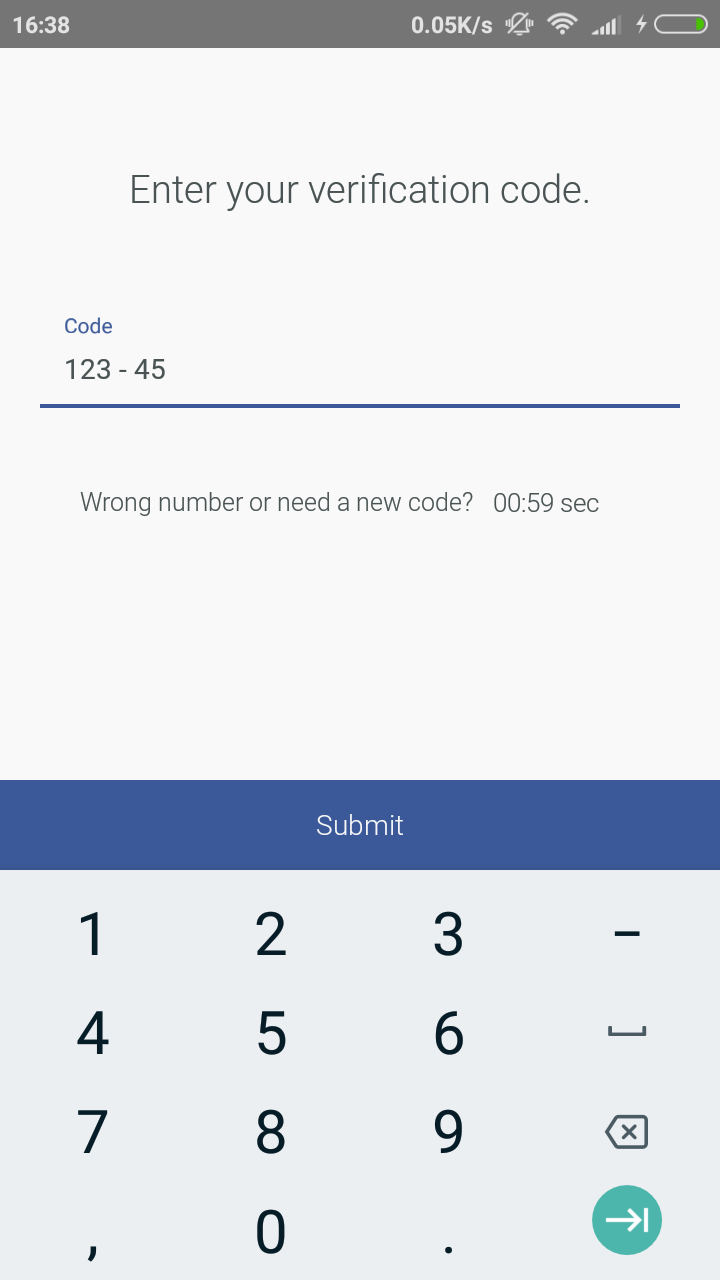 16:38 0.05K/s
Enter your verification code.
Code
123 - 45
Wrong number or need a new code? 00:59 sec
Submit
1 2 3 –
4 5 6
7 8 9
, 0 .